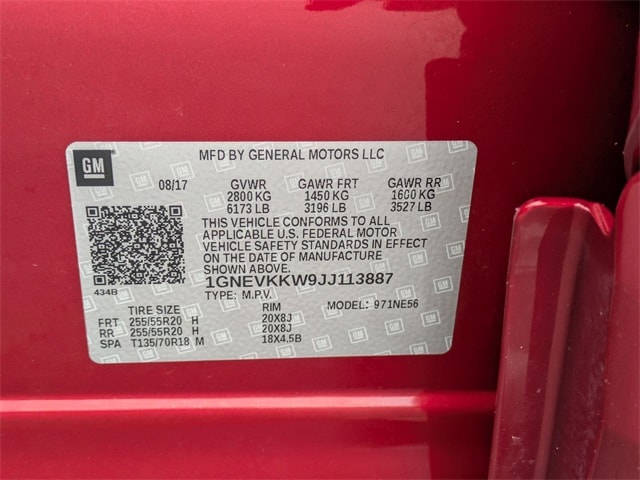 GM
MFD BY GENERAL MOTORS LLC
08/17 GVWR GAWR FRT GAWR RR
2800 KG 1450 KG 1600 KG
6173 LB 3196 LB 3527 LB
THIS VEHICLE CONFORMS TO ALL
APPLICABLE U.S. FEDERAL MOTOR
VEHICLE SAFETY STANDARDS IN EFFECT
ON THE DATE OF MANUFACTURE
SHOWN ABOVE.
434B
1GNEVKKW9JJ113887
TYPE: M.P.V. MODEL: 971NE56
TIRE SIZE RIM
FRT 255/55R20 H 20X8J
RR 255/55R20 H 20X8J
SPA T135/70R18 M 18X4.5B